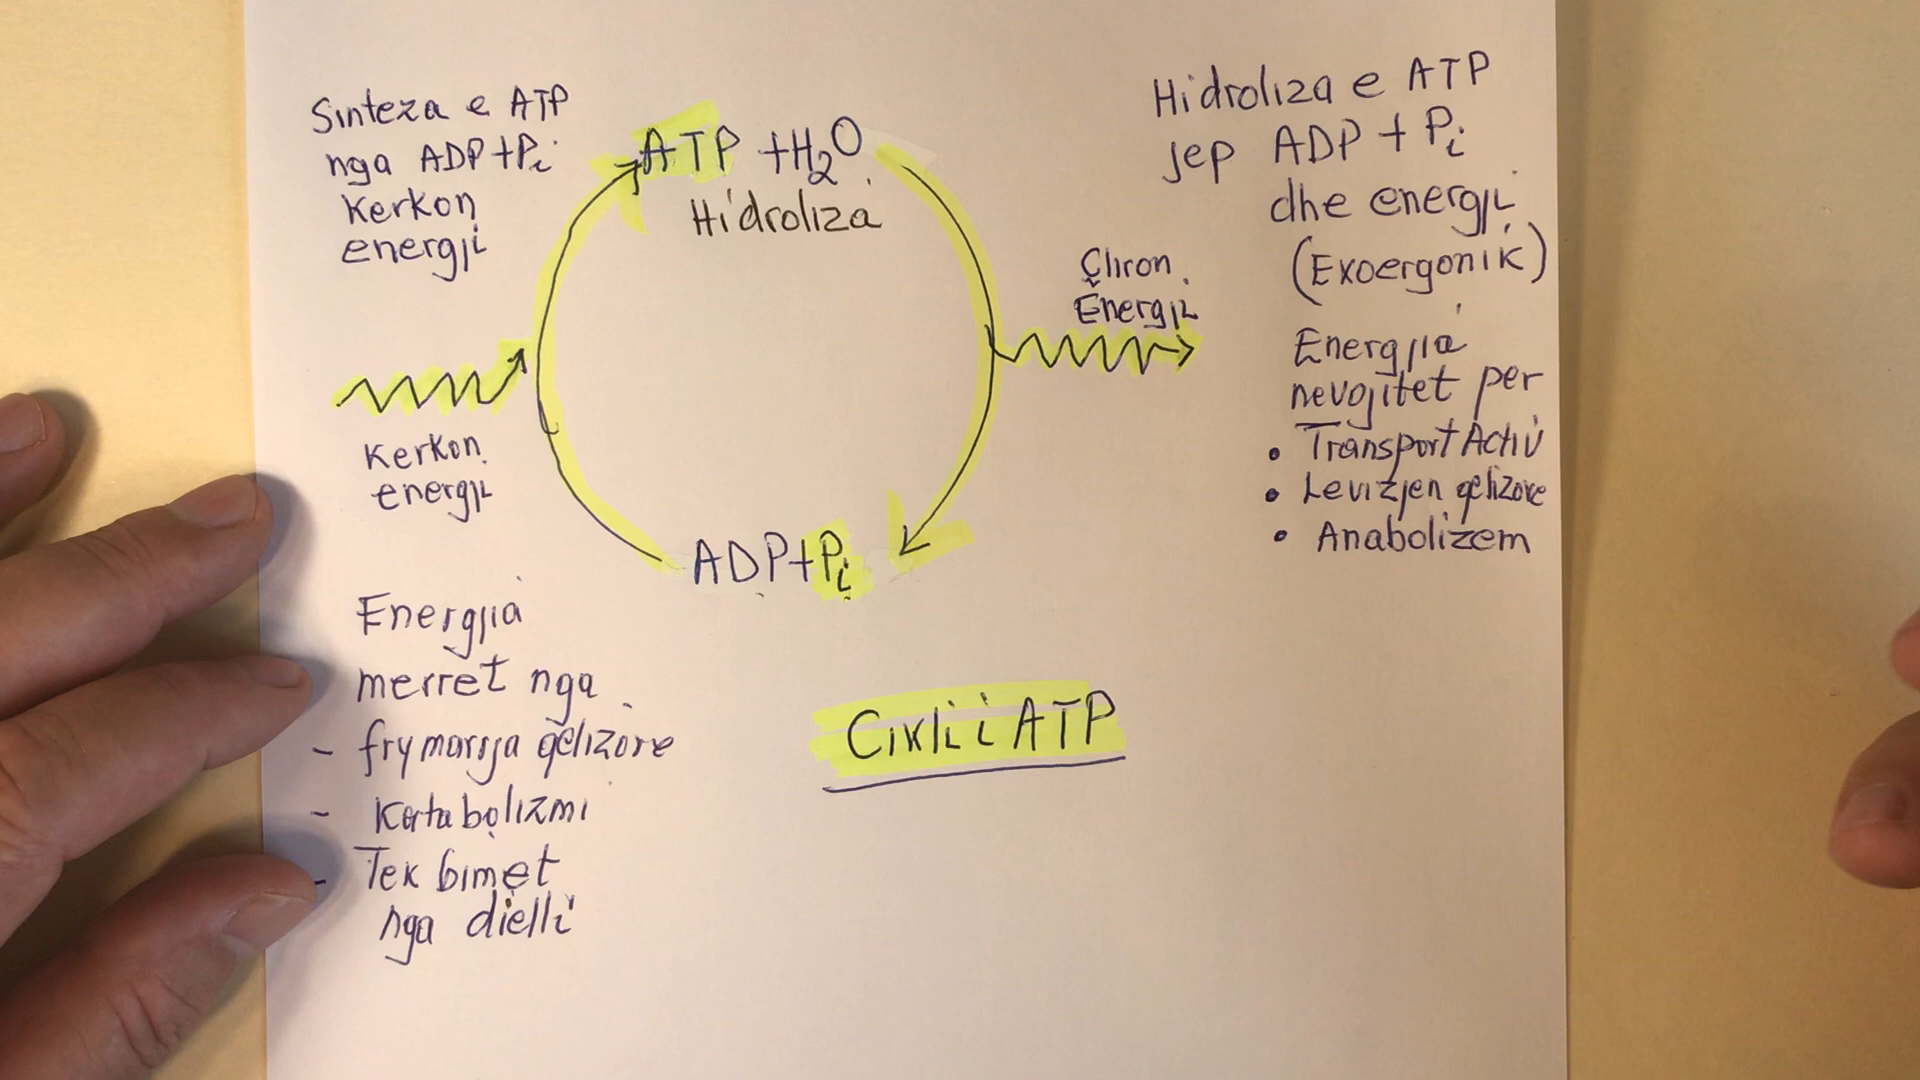 Sinteza e ATP
nga ADP+Pi
Kerkon
energji
ATP +H₂O
Hidroliza
Hidroliza e ATP
jep ADP + Pi
dhe energji
(Exoergonik)
Çliron
Energji
Energjia
nevojitet per
• Transport Activ
• Levizjen qelizore
• Anabolizem
Kerkon
energji
ADP+Pi
Energjia
merret nga
- frymarrja qelizore
- Katabolizmi
- Tek bimet
nga dielli
Cikli i ATP